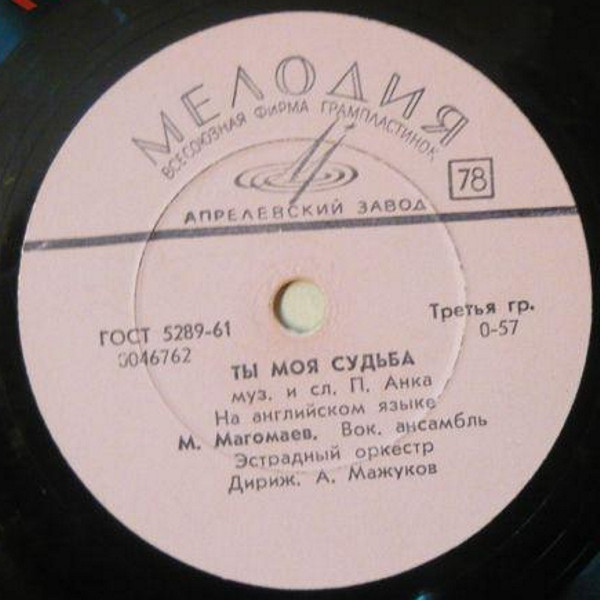 МЕЛОДИЯ
ВСЕСОЮЗНАЯ ФИРМА ГРАМПЛАСТИНОК
78
АПРЕЛЕВСКИЙ ЗАВОД
ГОСТ 5289-61
0046762
Третья гр.
0-57
ТЫ МОЯ СУДЬБА
муз. и сл. П. Анка
На английском языке
М. Магомаев. Вок. ансамбль
Эстрадный оркестр
Дириж. А. Мажуков